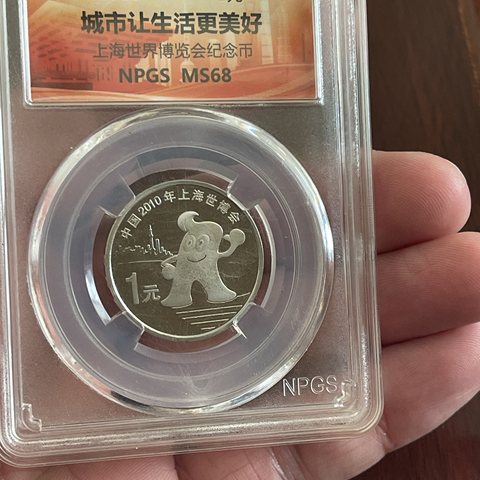 城市让生活更美好
上海世界博览会纪念币
NPGS MS68
中国2010年上海世博会
1元
NPGS